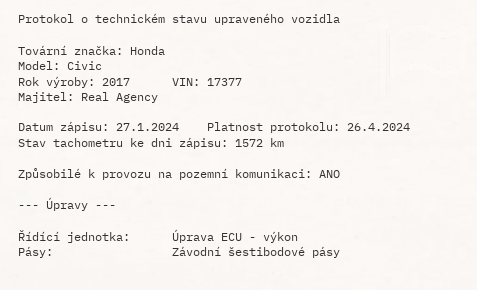 Protokol o technickém stavu upraveného vozidla
Tovární značka: Honda
Model: Civic
Rok výroby: 2017 VIN: 17377
Majitel: Real Agency
Datum zápisu: 27.1.2024 Platnost protokolu: 26.4.2024
Stav tachometru ke dni zápisu: 1572 km
Způsobilé k provozu na pozemní komunikaci: ANO
--- Úpravy ---
Řídící jednotka: Úprava ECU - výkon
Pásy: Závodní šestibodové pásy